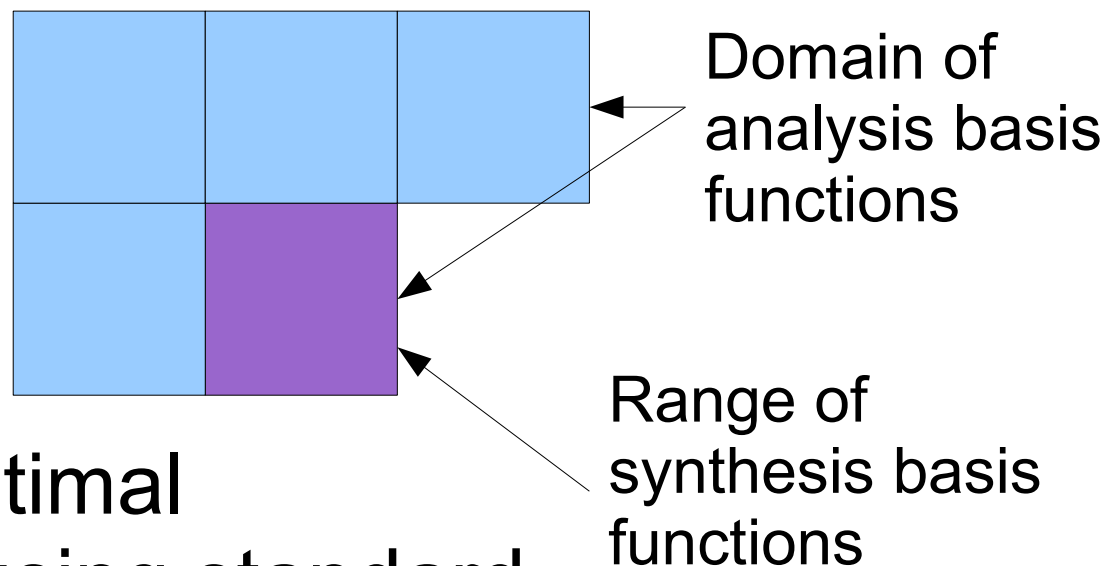 Domain of
analysis basis
functions
Range of
synthesis basis
functions
timal